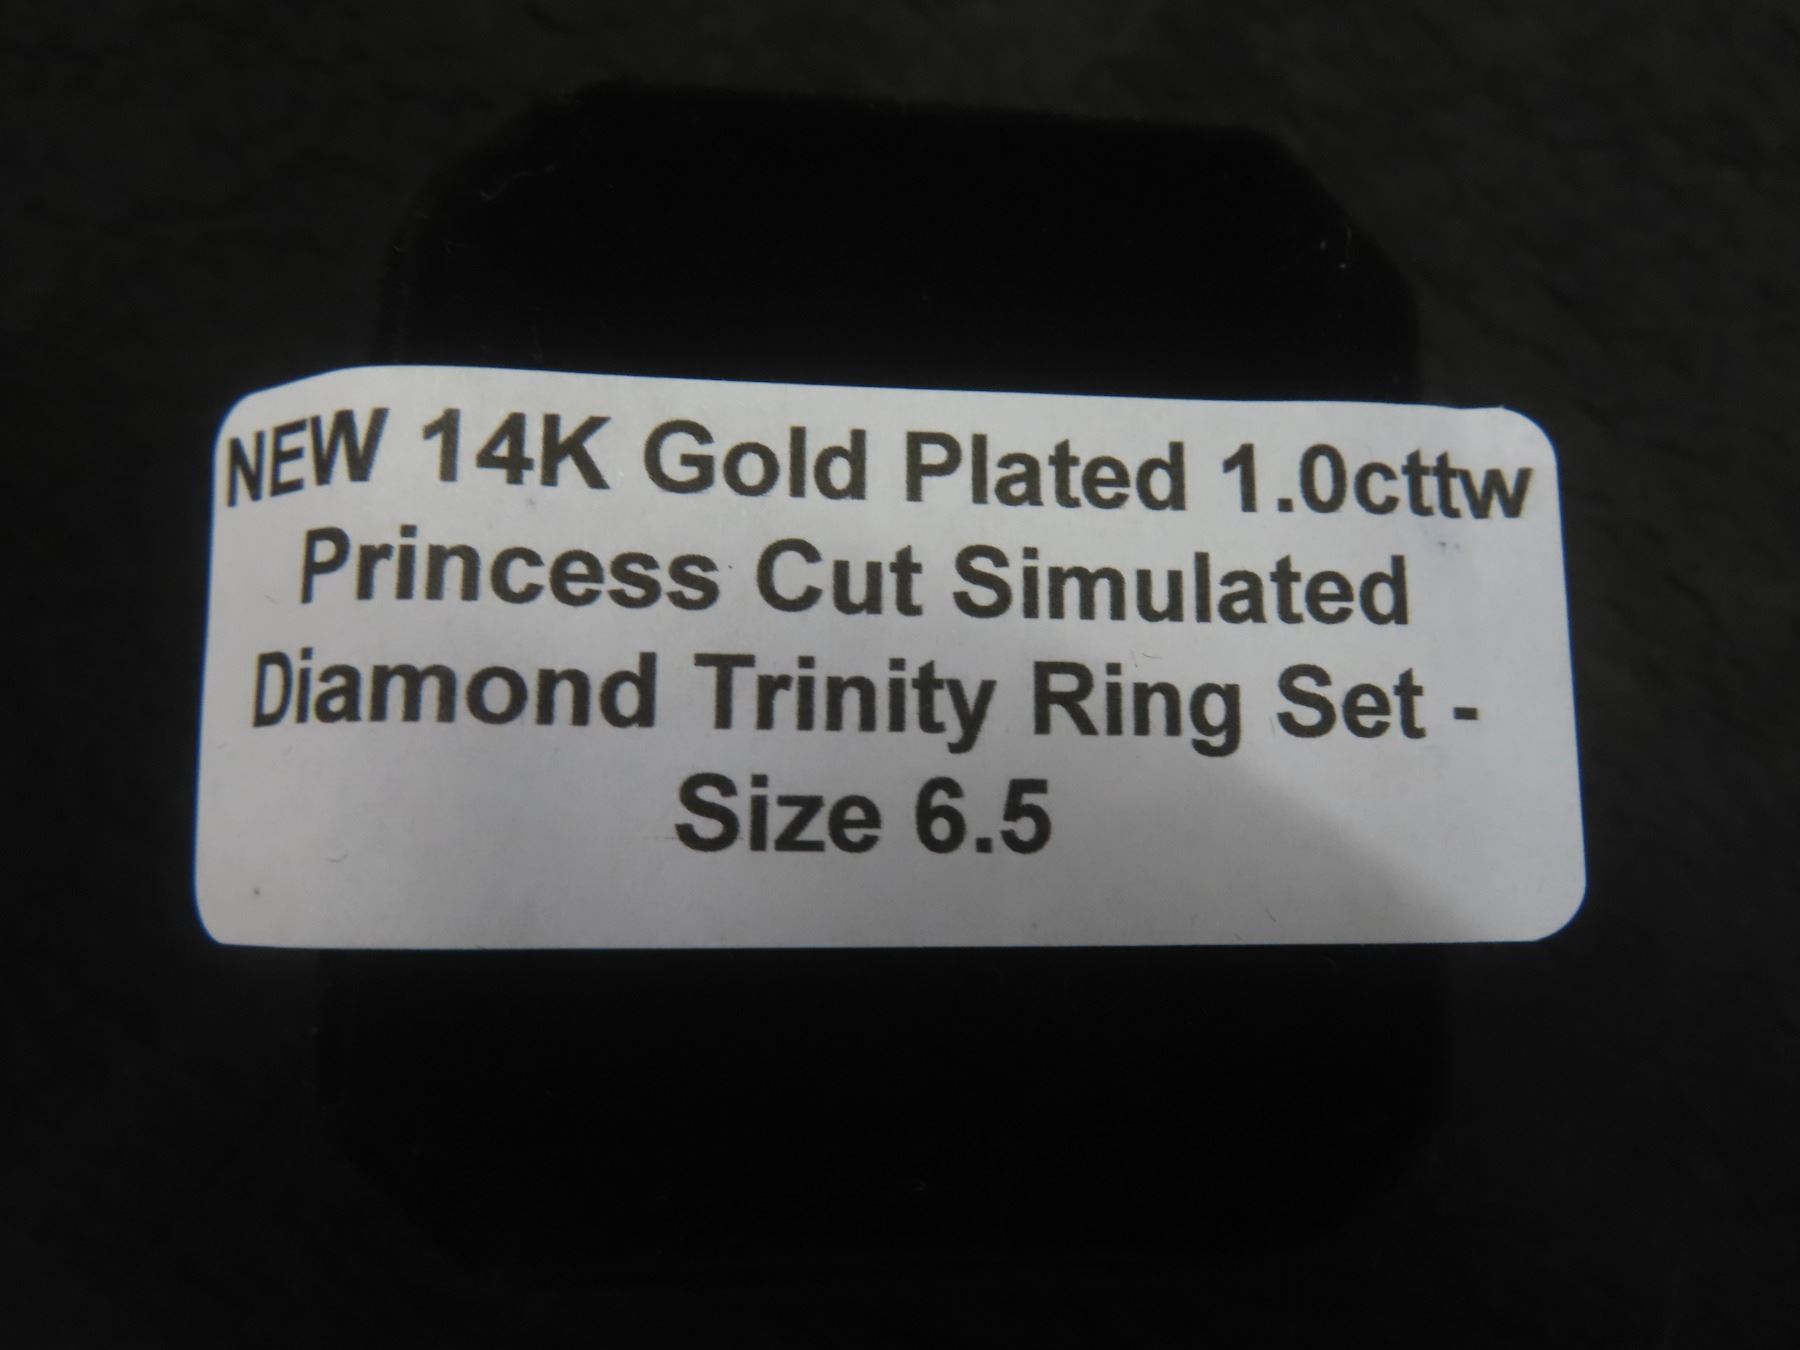 NEW 14K Gold Plated 1.0cttw
Princess Cut Simulated
Diamond Trinity Ring Set -
Size 6.5